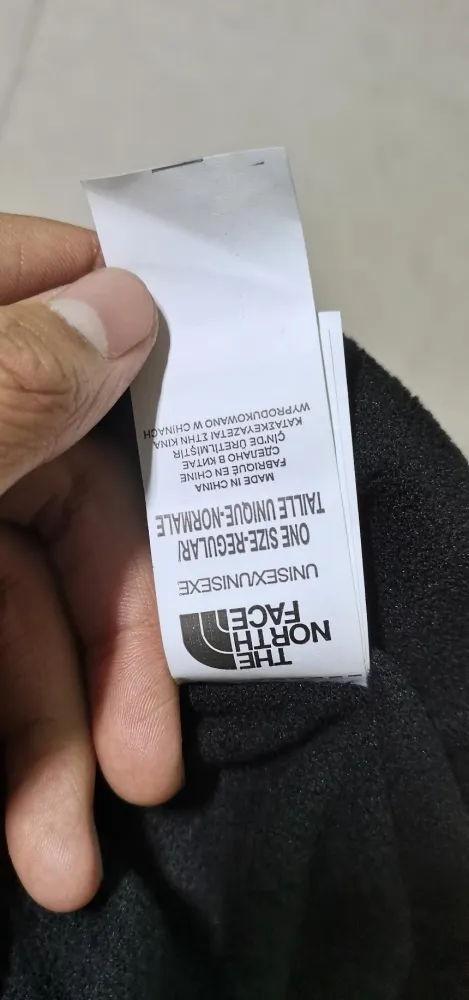 THE
NORTH
FACE
UNISEX/UNISEXE
ONE SIZE-REGULAR/
TAILLE UNIQUE-NORMALE
MADE IN CHINA
FABRIQUÉ EN CHINE
СДЕЛАНО В КИТАЕ
ÇİN'DE ÜRETİLMİŞTİR
ΚΑΤΑΣΚΕΥΑΖΕΤΑΙ ΣΤΗΝ ΚΙΝΑ
WYPRODUKOWANO W CHINACH